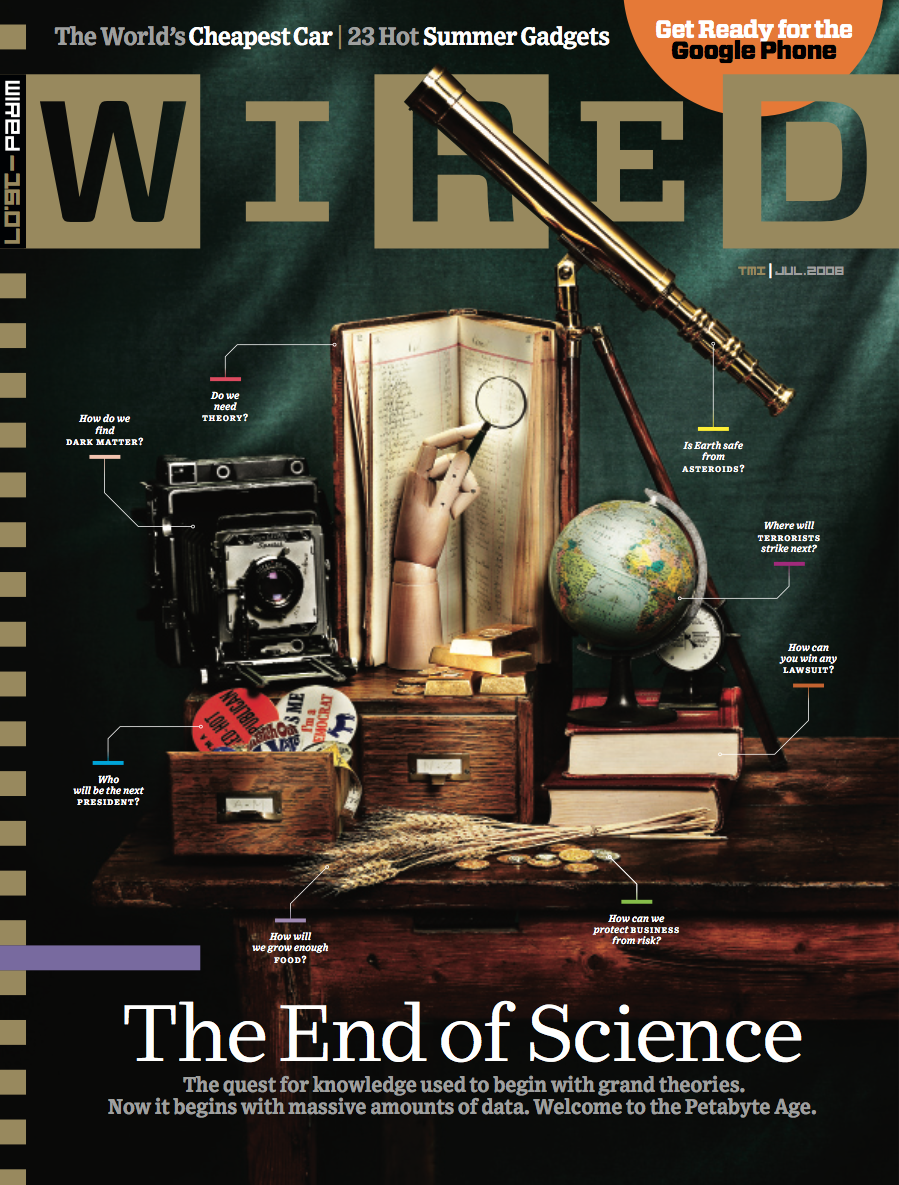 The World's Cheapest Car | 23 Hot Summer Gadgets
Get Ready for the
Google Phone
WIRED
TMI | JUL.2008
Do we
need
THEORY?
How do we
find
DARK MATTER?
Is Earth safe
from
ASTEROIDS?
Where will
TERRORISTS
strike next?
How can
you win any
LAWSUIT?
RED-HOT
REPUBLICAN
I'm a
DEMOCRAT
A-M
N-Z
Who
will be the next
PRESIDENT?
How can we
protect BUSINESS
from risk?
How will
we grow enough
FOOD?
The End of Science
The quest for knowledge used to begin with grand theories.
Now it begins with massive amounts of data. Welcome to the Petabyte Age.